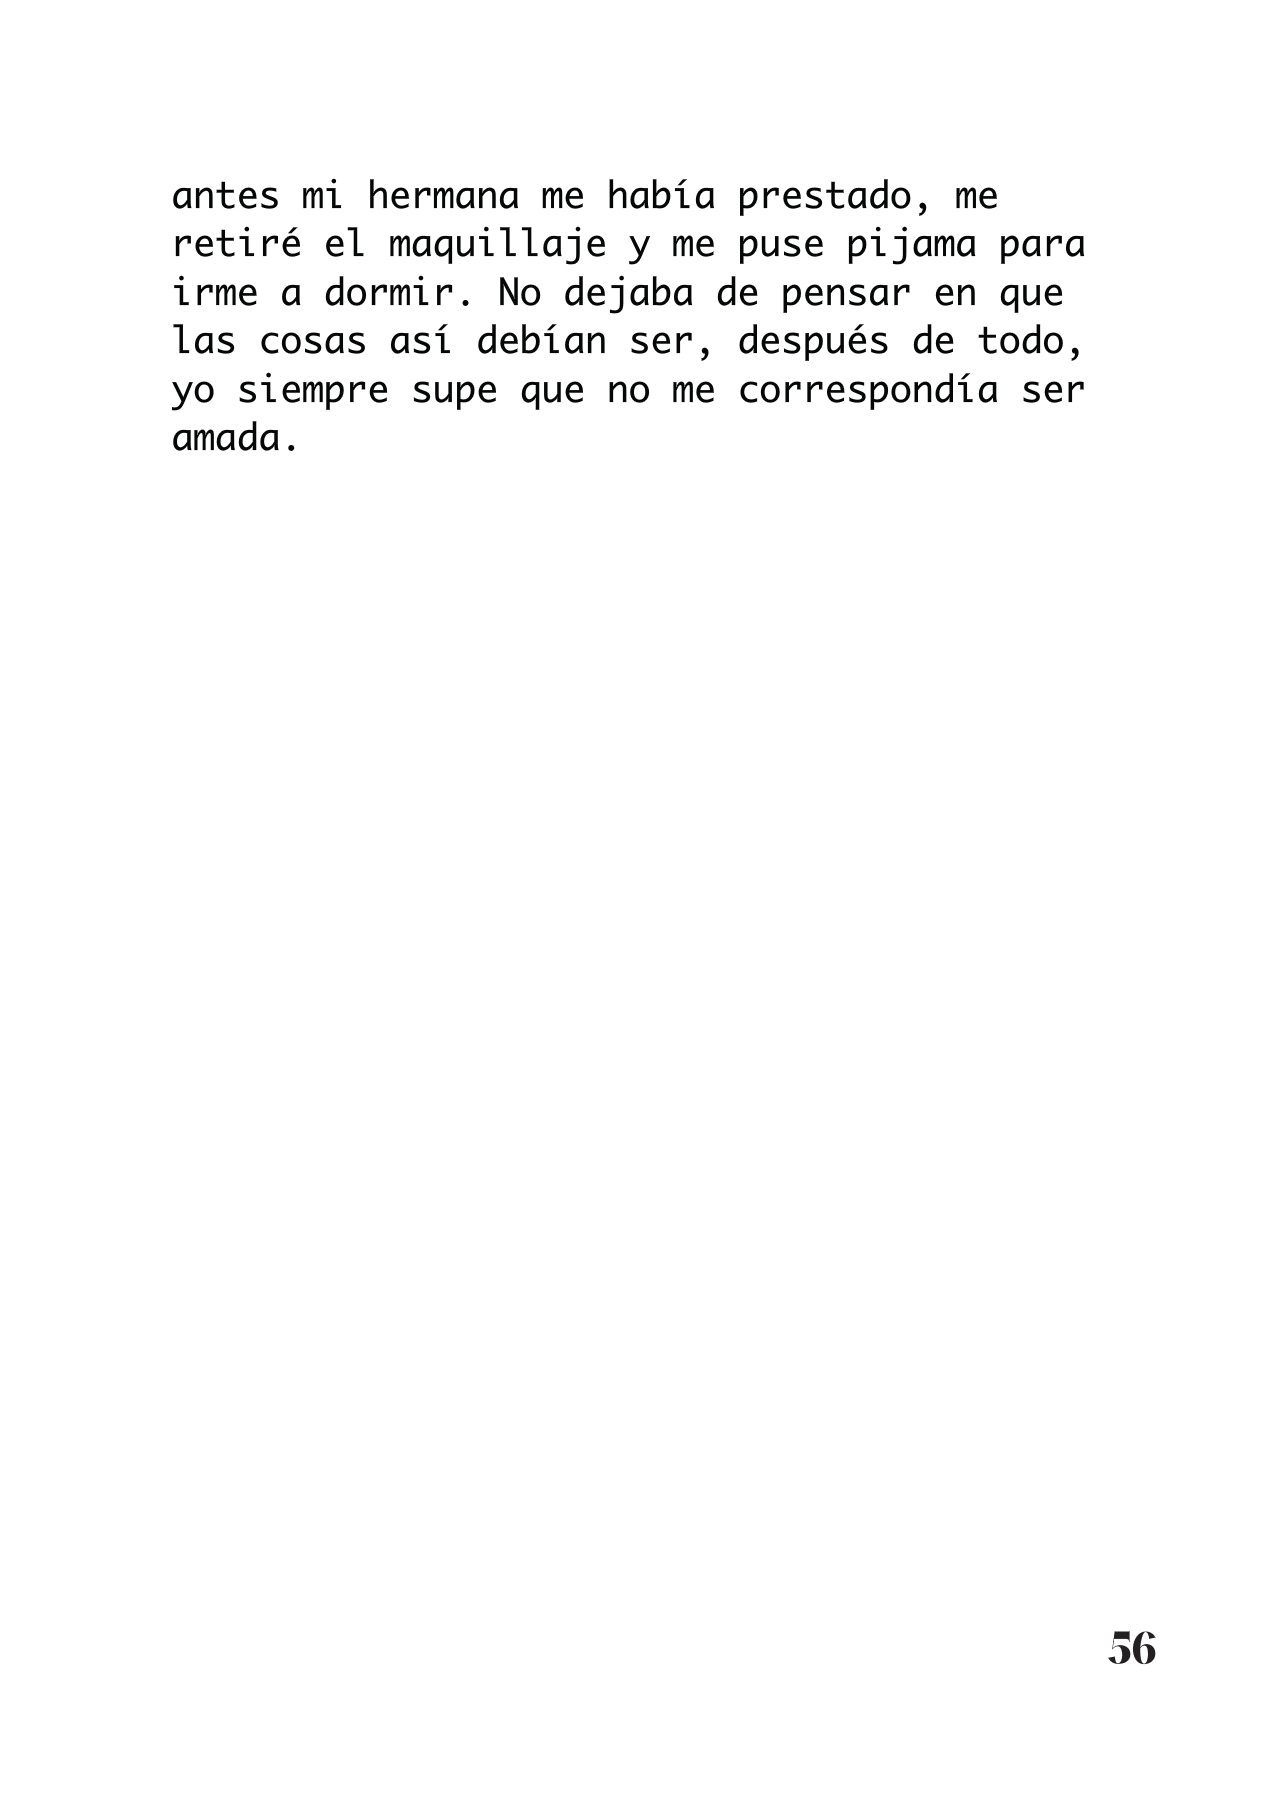 antes mi hermana me había prestado, me
retiré el maquillaje y me puse pijama para
irme a dormir. No dejaba de pensar en que
las cosas así debían ser, después de todo,
yo siempre supe que no me correspondía ser
amada.
56